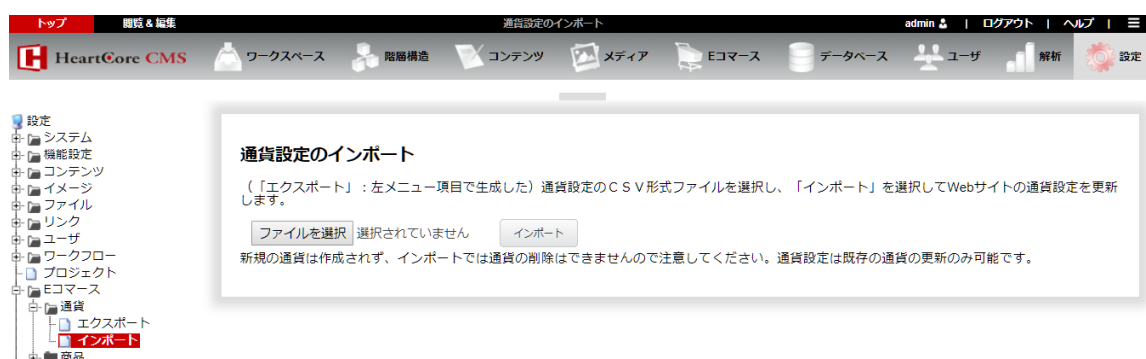 トップ 閲覧 & 編集 通貨設定のインポート admin | ログアウト | ヘルプ |
HeartCore CMS ワークスペース 階層構造 コンテンツ メディア Eコマース データベース ユーザ 解析 設定
設定
システム
機能設定
コンテンツ
イメージ
ファイル
リンク
ユーザ
ワークフロー
プロジェクト
Eコマース
通貨
エクスポート
インポート
商品
通貨設定のインポート
（「エクスポート」：左メニュー項目で生成した）通貨設定のＣＳＶ形式ファイルを選択し、「インポート」を選択してWebサイトの通貨設定を更新
します。
ファイルを選択 選択されていません インポート
新規の通貨は作成されず、インポートでは通貨の削除はできませんので注意してください。通貨設定は既存の通貨の更新のみ可能です。